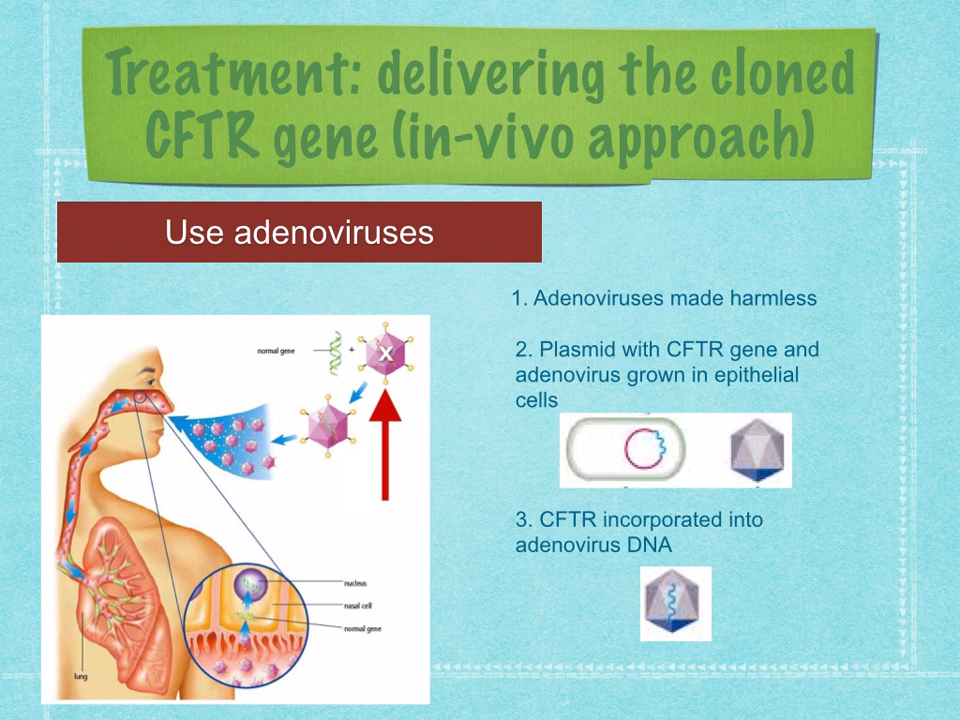 Treatment: delivering the cloned
CFTR gene (in-vivo approach)
Use adenoviruses
1. Adenoviruses made harmless
2. Plasmid with CFTR gene and
adenovirus grown in epithelial
cells
3. CFTR incorporated into
adenovirus DNA
normal gene
+
X
nucleus
nasal cell
normal gene
lung